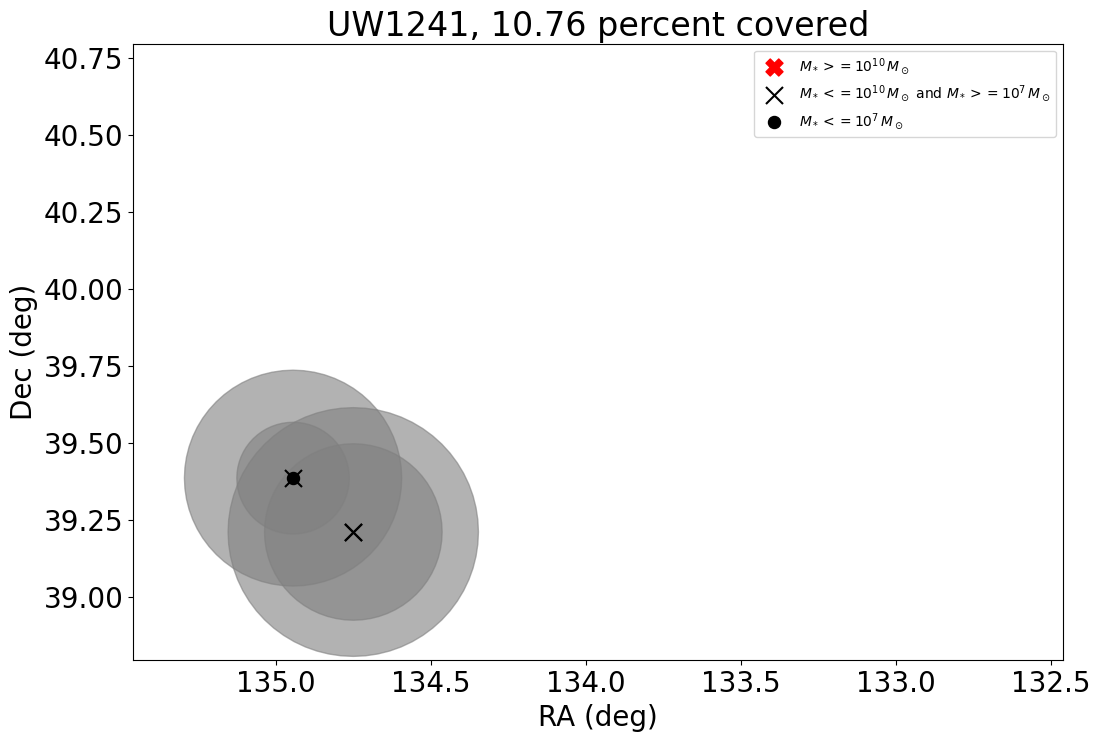 UW1241, 10.76 percent covered
M* >= 10^10 M⊙
M* <= 10^10 M⊙ and M* >= 10^7 M⊙
M* <= 10^7 M⊙
40.75
40.50
40.25
40.00
39.75
39.50
39.25
39.00
Dec (deg)
135.0 134.5 134.0 133.5 133.0 132.5
RA (deg)